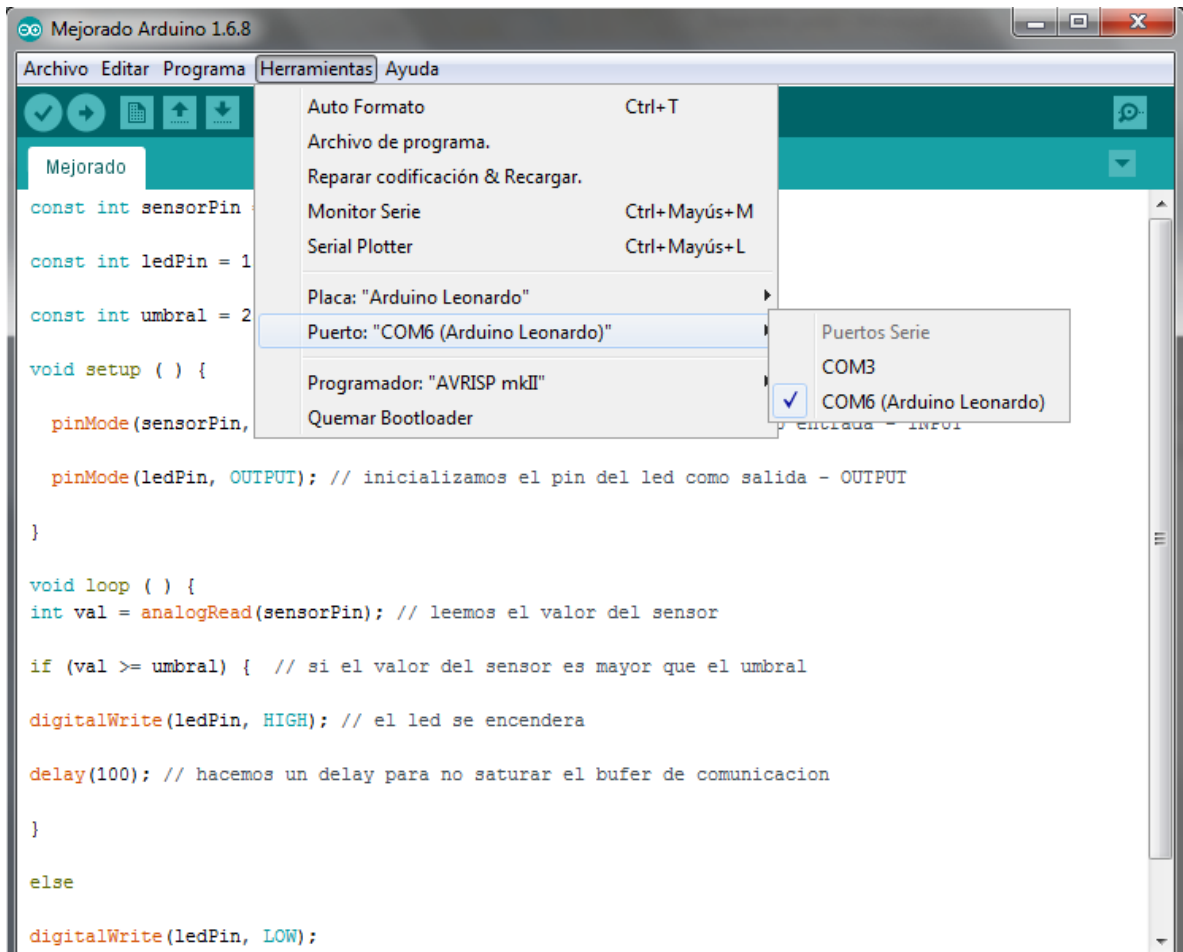 Mejorado Arduino 1.6.8
Archivo Editar Programa Herramientas Ayuda
Auto Formato Ctrl+T
Archivo de programa.
Reparar codificación & Recargar.
Monitor Serie Ctrl+Mayús+M
Serial Plotter Ctrl+Mayús+L
Placa: "Arduino Leonardo"
Puerto: "COM6 (Arduino Leonardo)"
Programador: "AVRISP mkII"
Quemar Bootloader
Puertos Serie
COM3
COM6 (Arduino Leonardo)
Mejorado
const int sensorPin
const int ledPin = 1
const int umbral = 2
void setup ( ) {
pinMode(sensorPin, entrada - INPUT
pinMode(ledPin, OUTPUT); // inicializamos el pin del led como salida - OUTPUT
}
void loop ( ) {
int val = analogRead(sensorPin); // leemos el valor del sensor
if (val >= umbral) { // si el valor del sensor es mayor que el umbral
digitalWrite(ledPin, HIGH); // el led se encendera
delay(100); // hacemos un delay para no saturar el bufer de comunicacion
}
else
digitalWrite(ledPin, LOW);